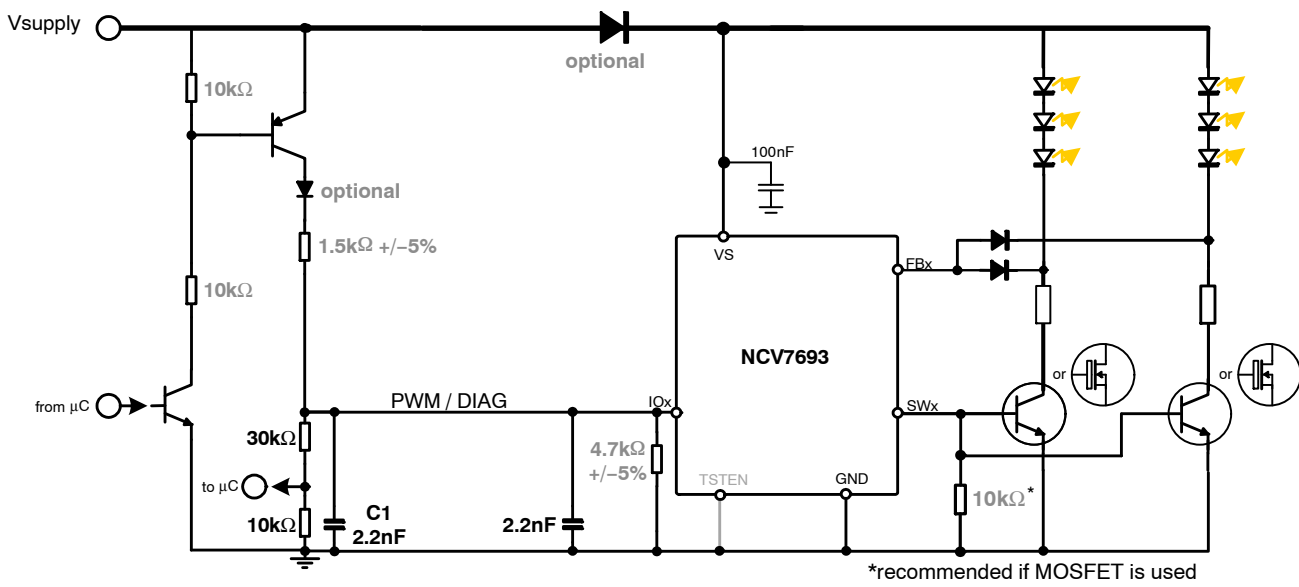 Vsupply
optional
10kΩ
optional
100nF
1.5kΩ +/−5%
VS
FBx
10kΩ
NCV7693
or
or
from μC
PWM / DIAG
IOx
SWx
30kΩ
4.7kΩ
+/−5%
to μC
TSTEN
GND
10kΩ*
10kΩ
C1
2.2nF
2.2nF
*recommended if MOSFET is used